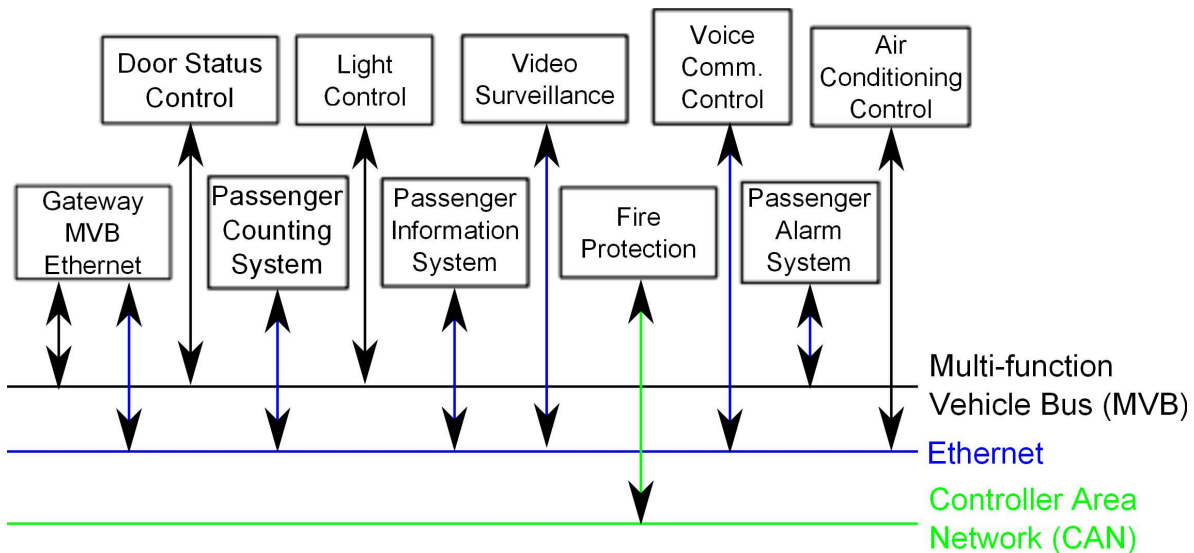 Door Status
Control
Light
Control
Video
Surveillance
Voice
Comm.
Control
Air
Conditioning
Control
Gateway
MVB
Ethernet
Passenger
Counting
System
Passenger
Information
System
Fire
Protection
Passenger
Alarm
System
Multi-function
Vehicle Bus (MVB)
Ethernet
Controller Area
Network (CAN)